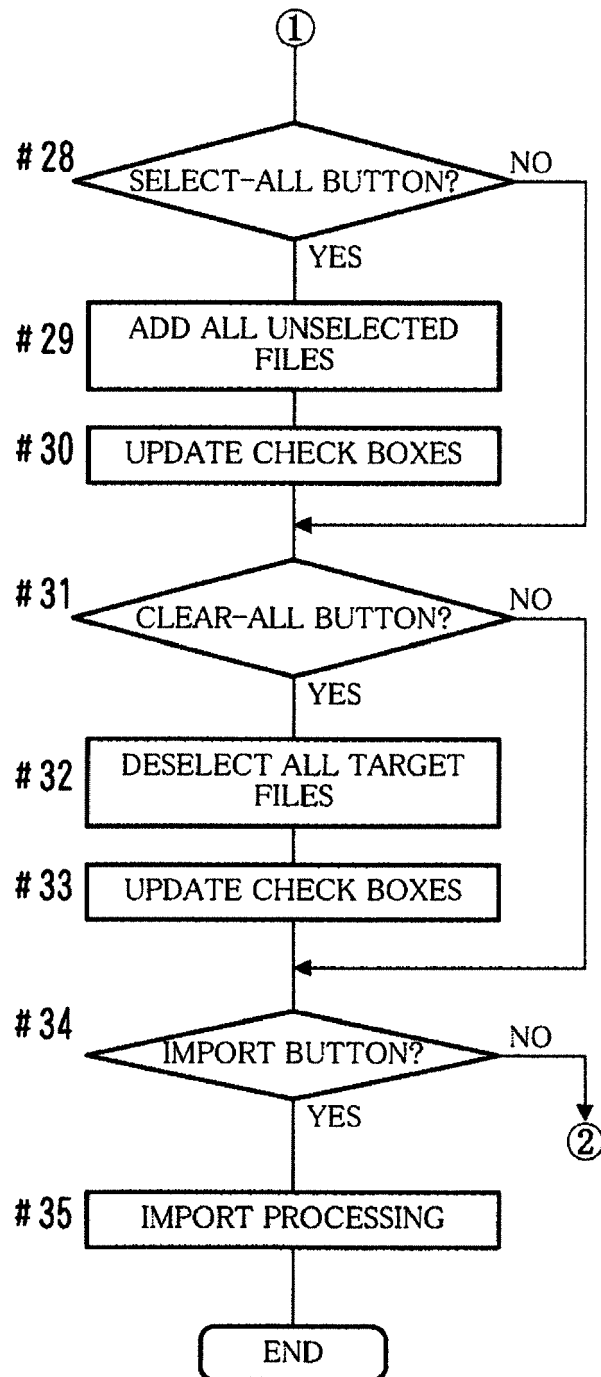 ①
#28
SELECT-ALL BUTTON?
NO
YES
#29
ADD ALL UNSELECTED
FILES
#30
UPDATE CHECK BOXES
#31
CLEAR-ALL BUTTON?
NO
YES
#32
DESELECT ALL TARGET
FILES
#33
UPDATE CHECK BOXES
#34
IMPORT BUTTON?
NO
YES
②
#35
IMPORT PROCESSING
END